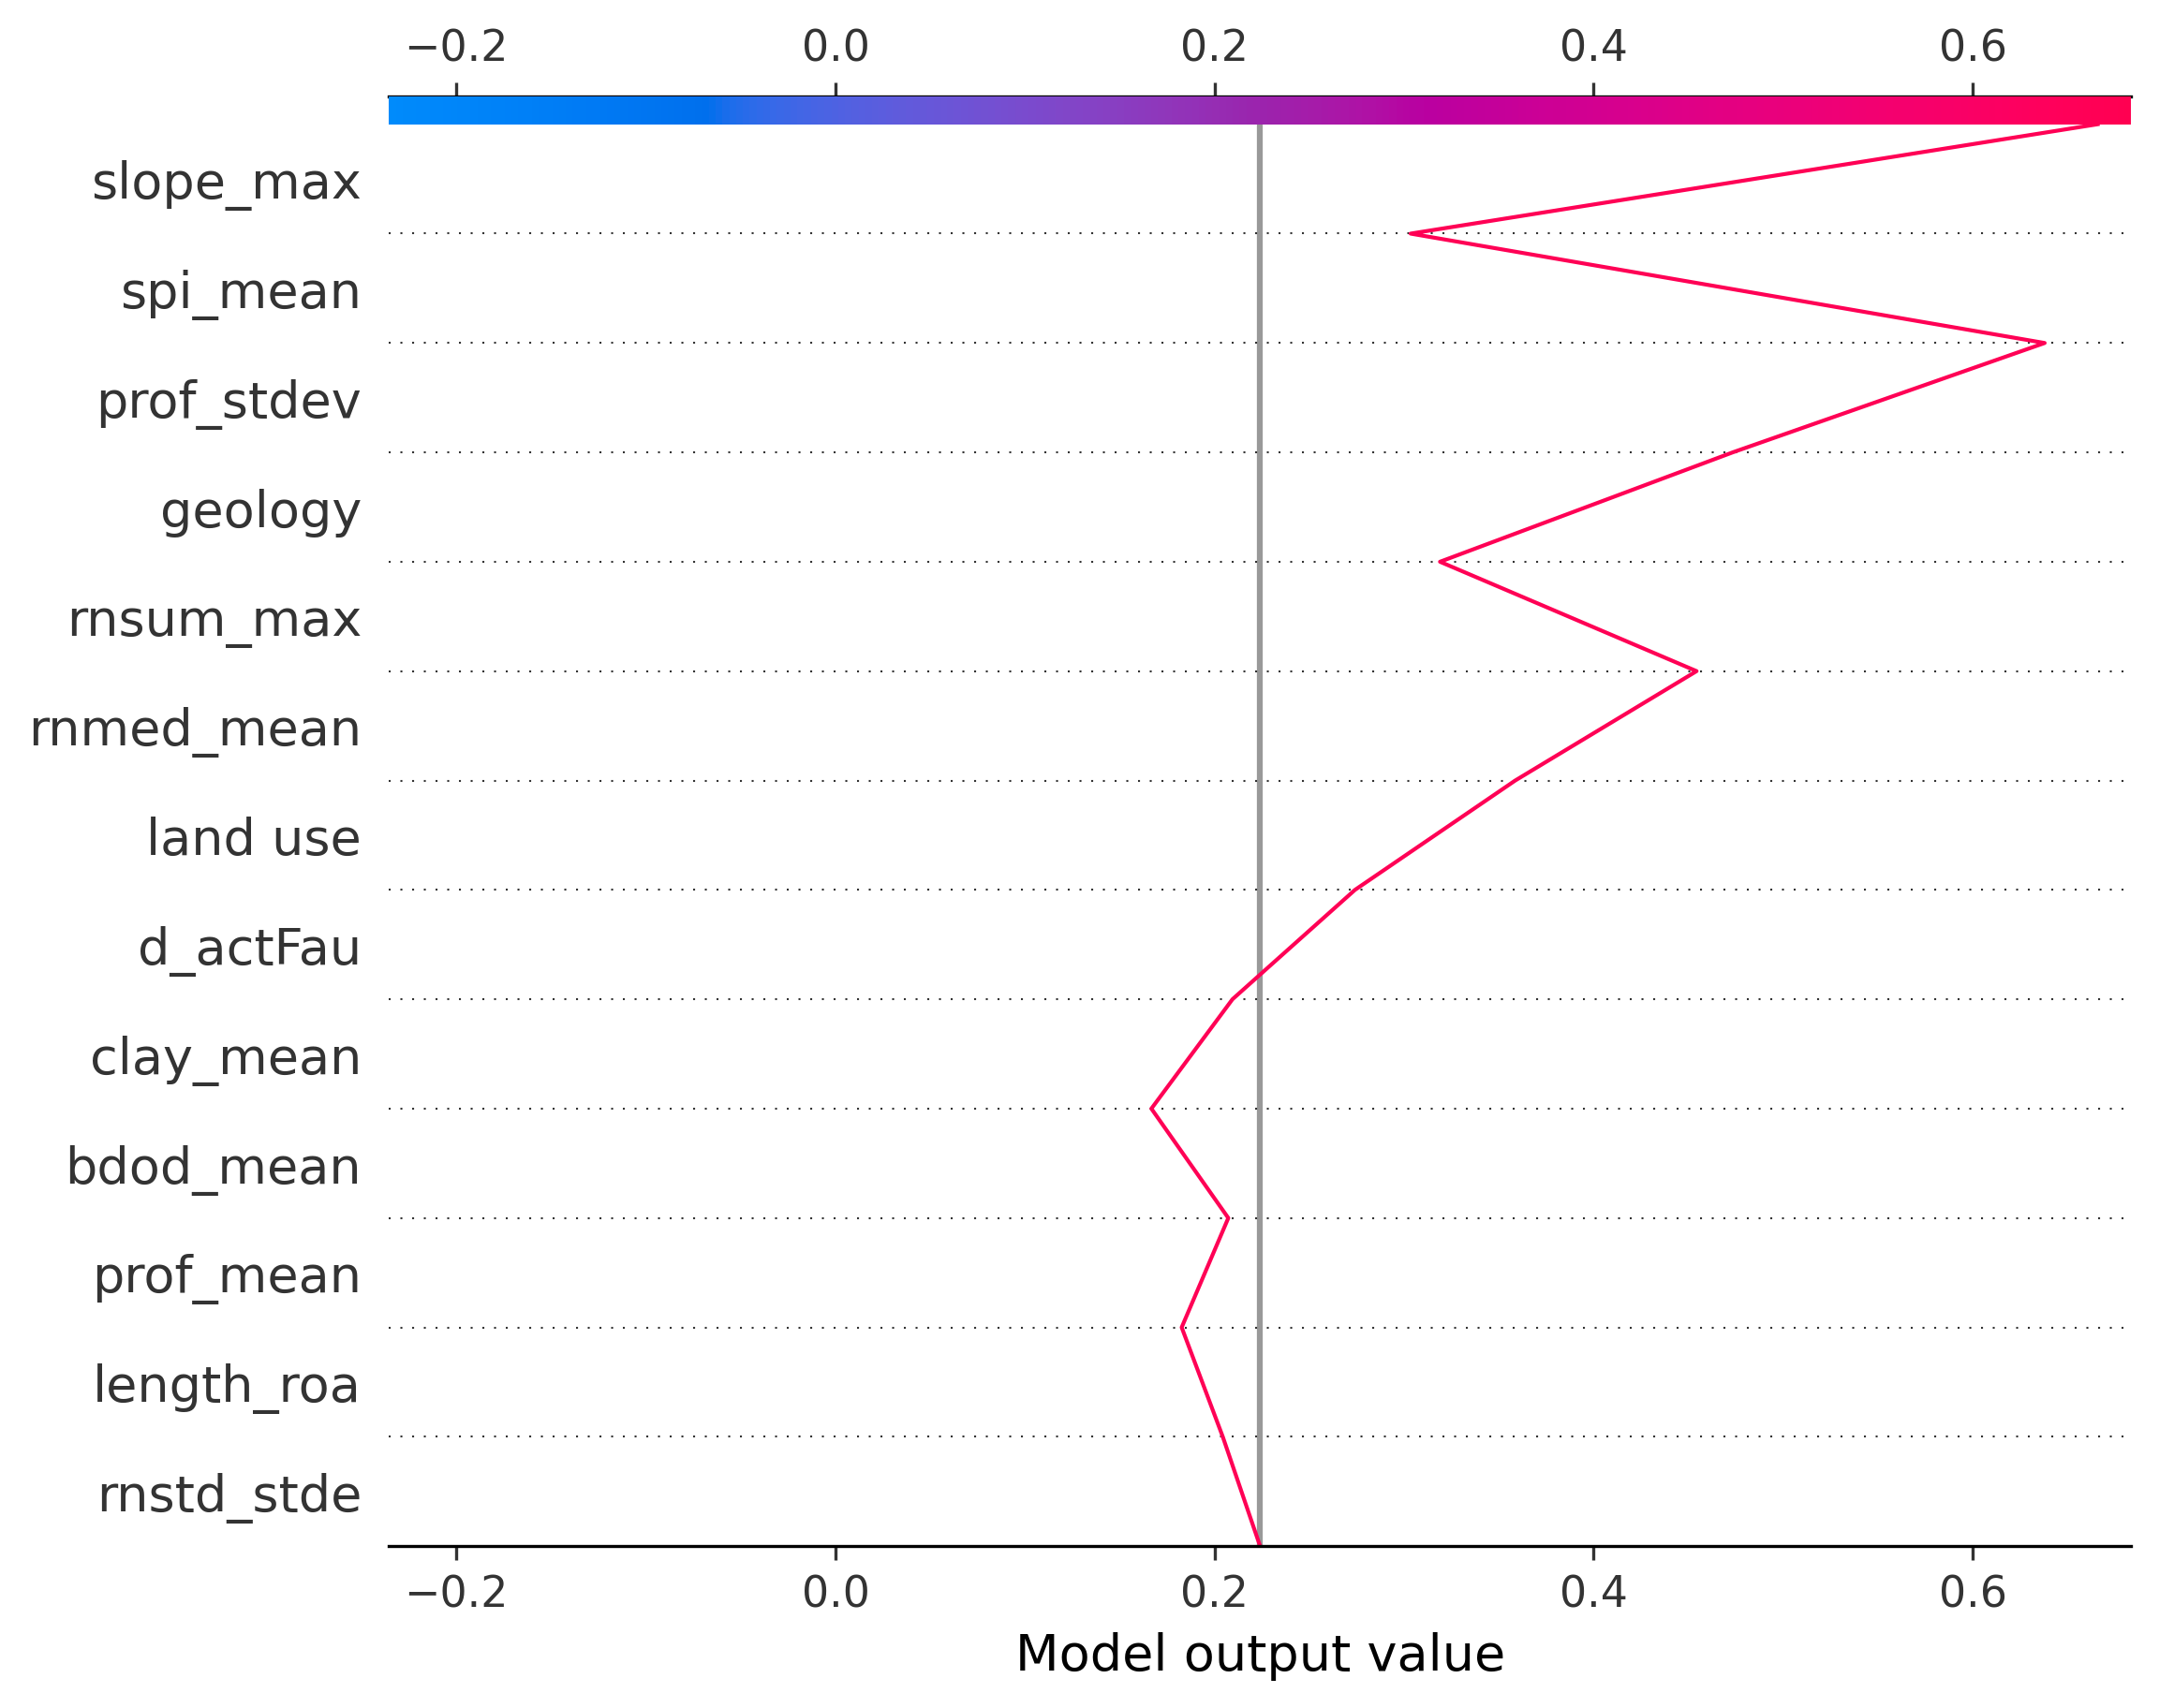 −0.2 0.0 0.2 0.4 0.6
slope_max
spi_mean
prof_stdev
geology
rnsum_max
rnmed_mean
land use
d_actFau
clay_mean
bdod_mean
prof_mean
length_roa
rnstd_stde
−0.2 0.0 0.2 0.4 0.6
Model output value